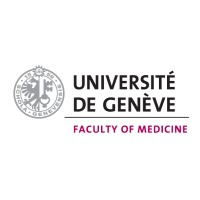 UNIVERSITÉ
DE GENÈVE
FACULTY OF MEDICINE